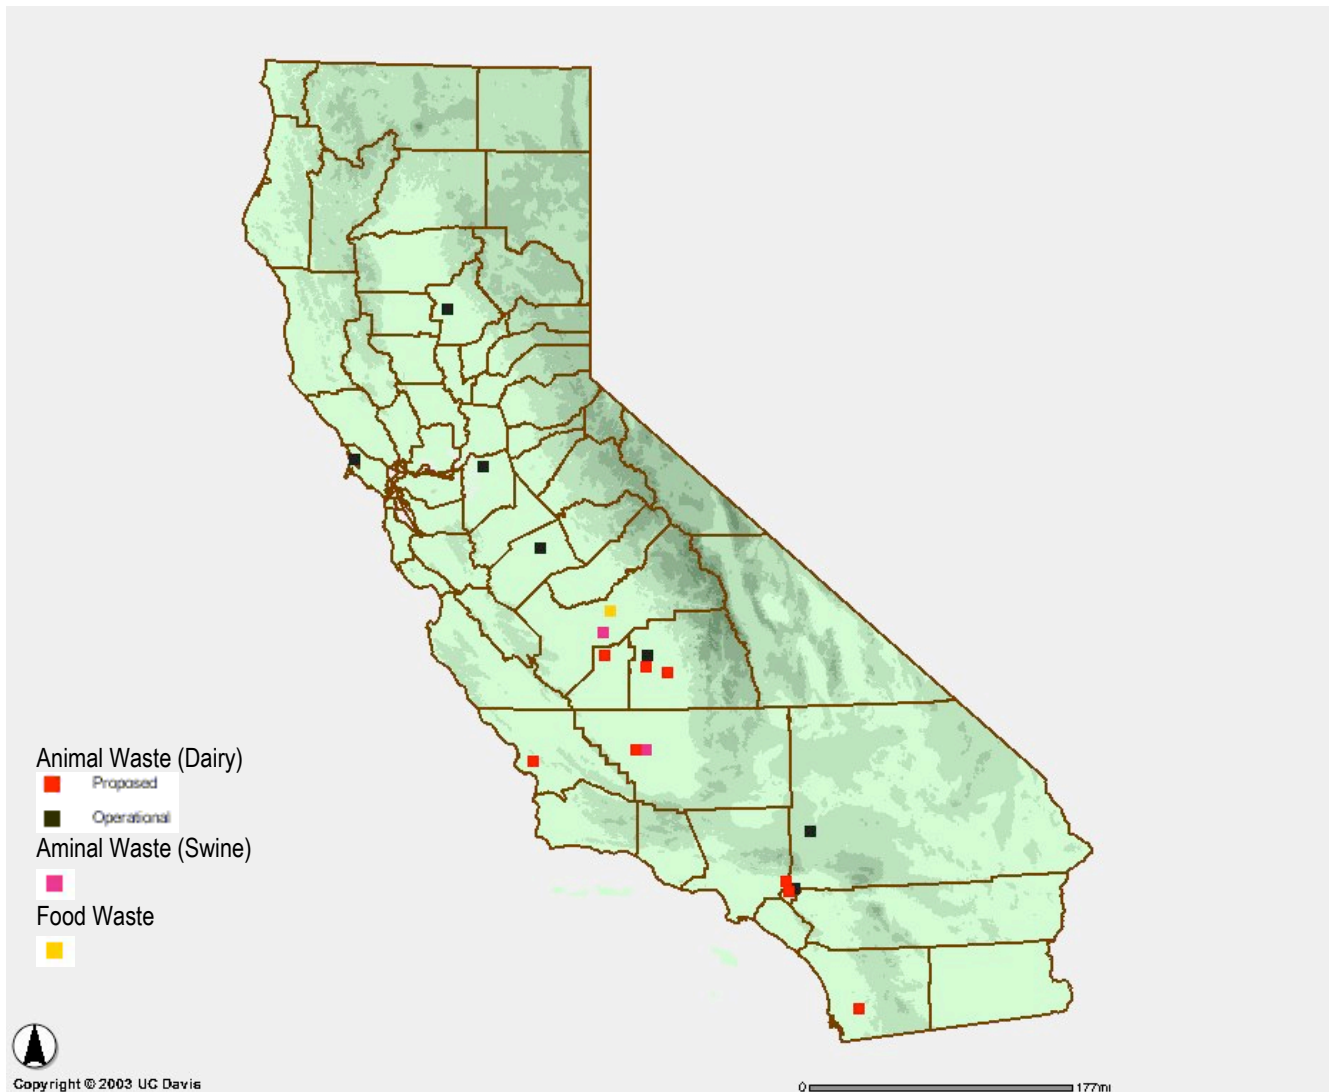 Animal Waste (Dairy)
Proposed
Operational
Aminal Waste (Swine)
Food Waste
Copyright © 2003 UC Davis
0 177mi